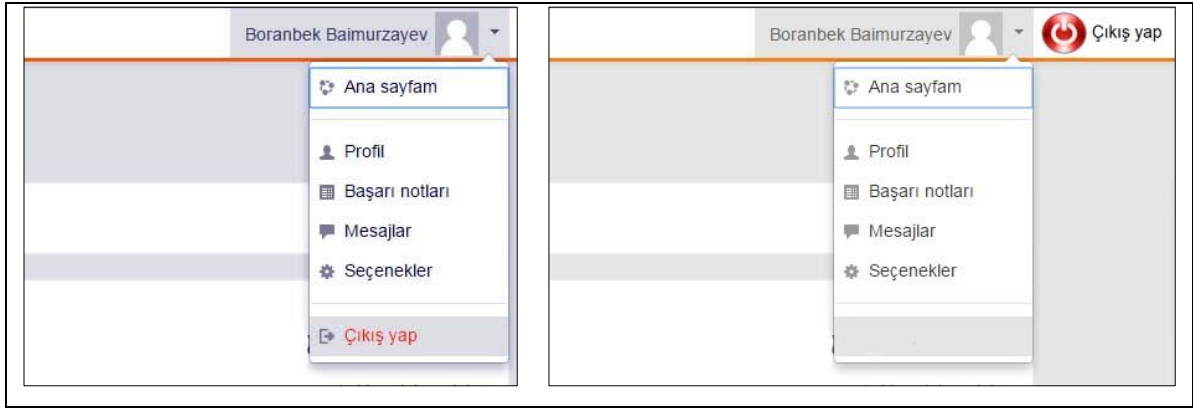 Boranbek Baimurzayev
Ana sayfam
Profil
Başarı notları
Mesajlar
Seçenekler
Çıkış yap
Boranbek Baimurzayev
Çıkış yap
Ana sayfam
Profil
Başarı notları
Mesajlar
Seçenekler